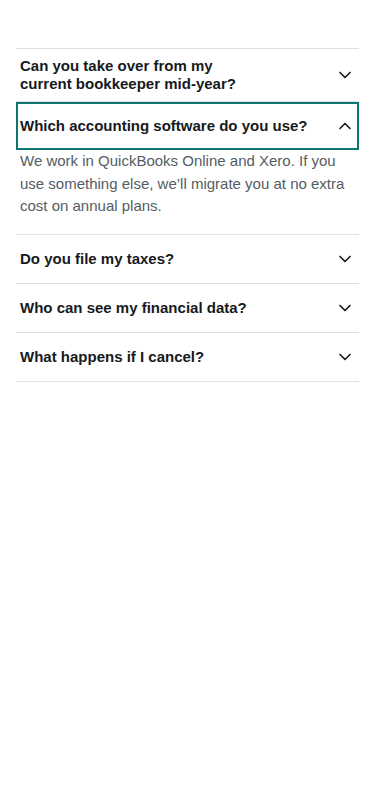 Can you take over from my
current bookkeeper mid-year?
Which accounting software do you use?
We work in QuickBooks Online and Xero. If you
use something else, we’ll migrate you at no extra
cost on annual plans.
Do you file my taxes?
Who can see my financial data?
What happens if I cancel?